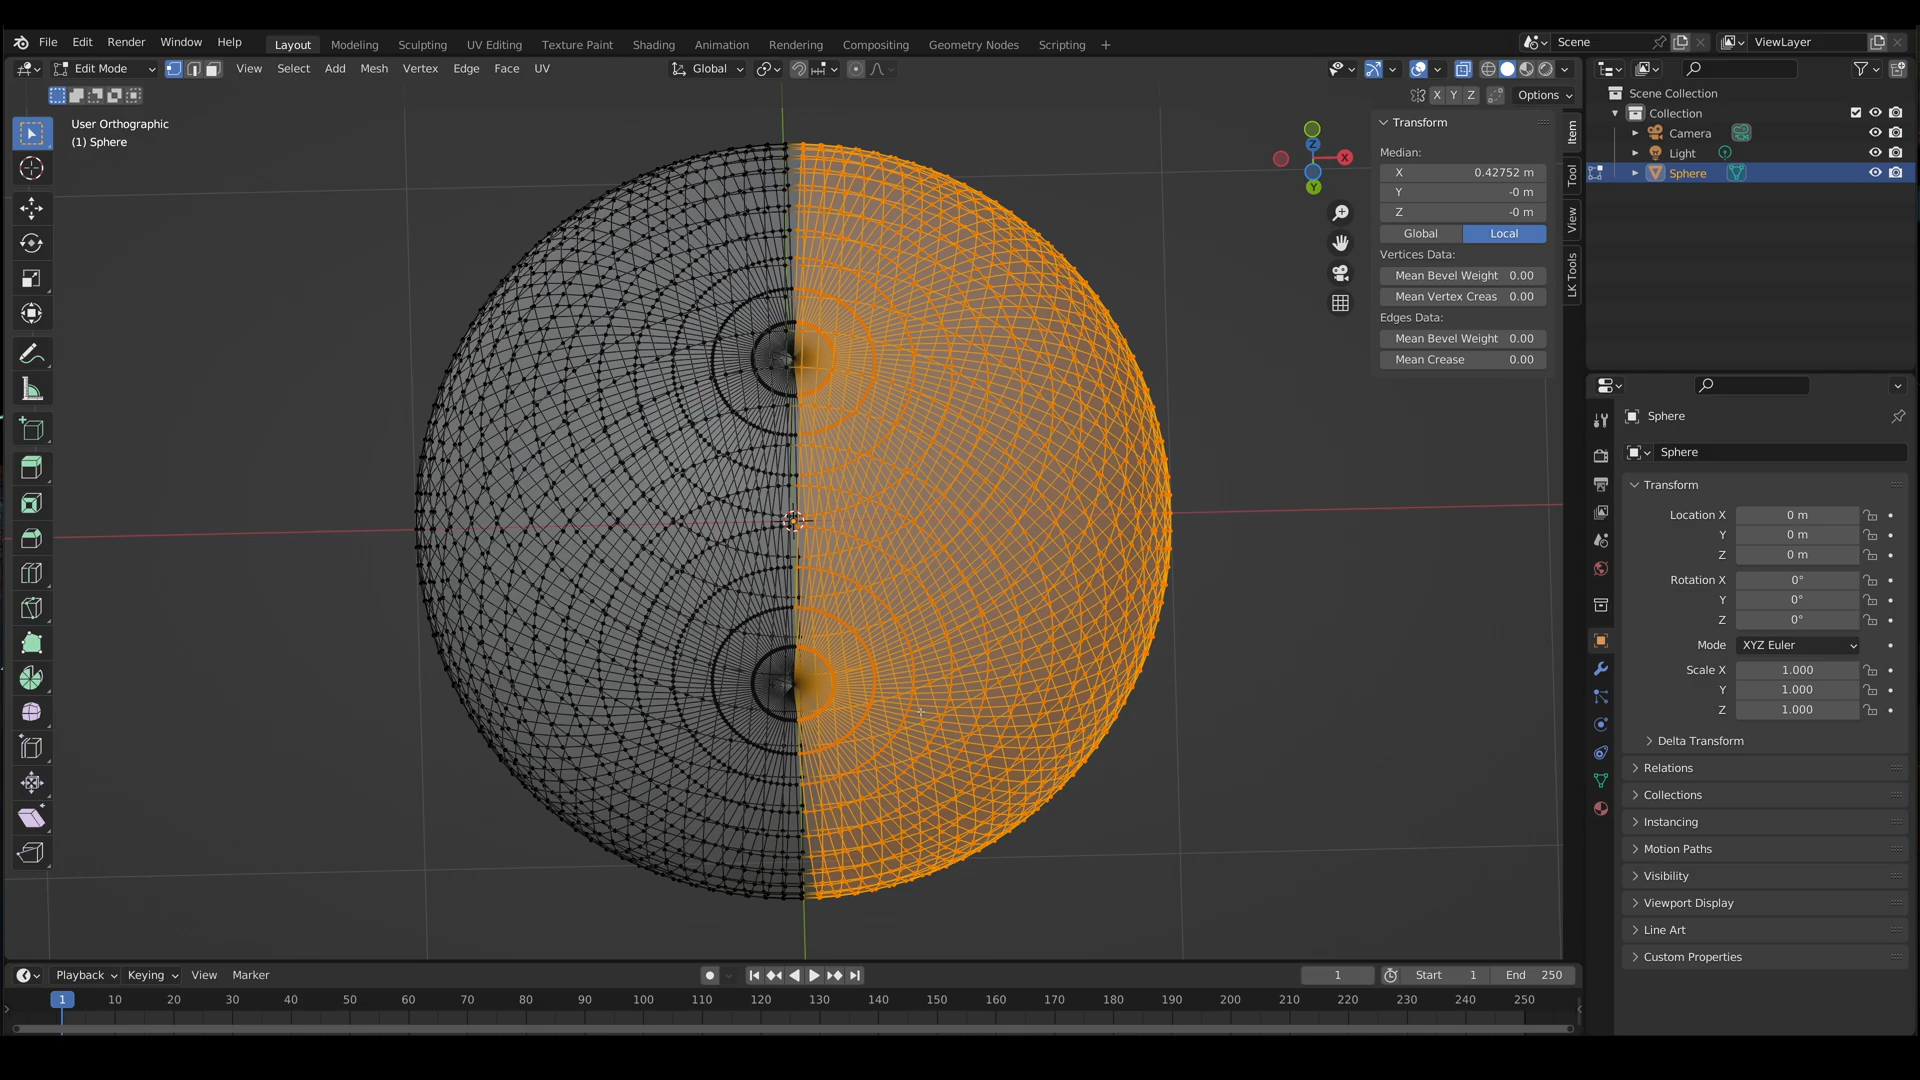 File Edit Render Window Help Layout Modeling Sculpting UV Editing Texture Paint Shading Animation Rendering Compositing Geometry Nodes Scripting + Scene ViewLayer
Edit Mode View Select Add Mesh Vertex Edge Face UV Global
X Y Z Options
User Orthographic
(1) Sphere
X
Z
Y
Transform
Median:
X 0.42752 m
Y -0 m
Z -0 m
Global Local
Vertices Data:
Mean Bevel Weight 0.00
Mean Vertex Creas 0.00
Edges Data:
Mean Bevel Weight 0.00
Mean Crease 0.00
Item
Tool
View
LK Tools
Scene Collection
Collection
Camera
Light
Sphere
Sphere
Sphere
Transform
Location X 0 m
Y 0 m
Z 0 m
Rotation X 0°
Y 0°
Z 0°
Mode XYZ Euler
Scale X 1.000
Y 1.000
Z 1.000
Delta Transform
Relations
Collections
Instancing
Motion Paths
Visibility
Viewport Display
Line Art
Custom Properties
Playback Keying View Marker 1 Start 1 End 250
1 10 20 30 40 50 60 70 80 90 100 110 120 130 140 150 160 170 180 190 200 210 220 230 240 250